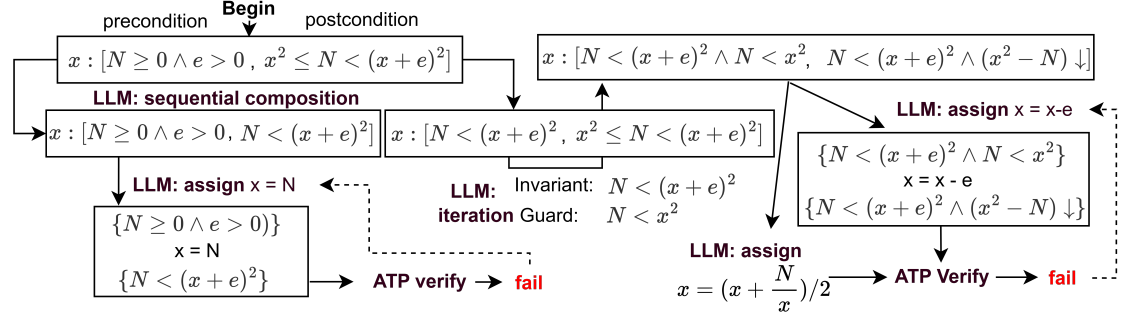 Begin
precondition
postcondition
x : [N ≥ 0 ∧ e > 0 , x² ≤ N < (x + e)²]
LLM: sequential composition
x : [N ≥ 0 ∧ e > 0, N < (x + e)²]
LLM: assign x = N
{N ≥ 0 ∧ e > 0)}
x = N
{N < (x + e)²}
ATP verify
fail
x : [N < (x + e)², x² ≤ N < (x + e)²]
LLM:
iteration
Invariant: N < (x + e)²
Guard: N < x²
x : [N < (x + e)² ∧ N < x², N < (x + e)² ∧ (x² − N) ↓]
LLM: assign
x = (x + N/x)/2
LLM: assign x = x-e
{N < (x + e)² ∧ N < x²}
x = x - e
{N < (x + e)² ∧ (x² − N) ↓}
ATP Verify
fail